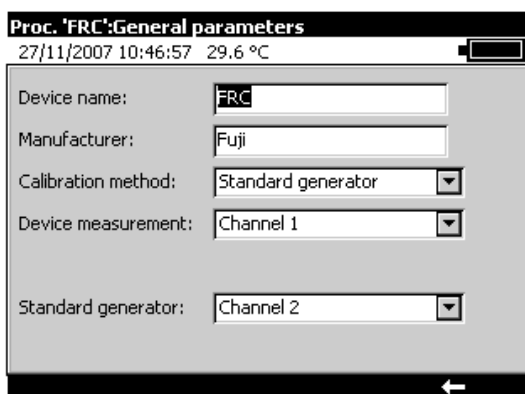 Proc. 'FRC':General parameters
27/11/2007 10:46:57 29.6 °C
Device name: FRC
Manufacturer: Fuji
Calibration method: Standard generator
Device measurement: Channel 1
Standard generator: Channel 2